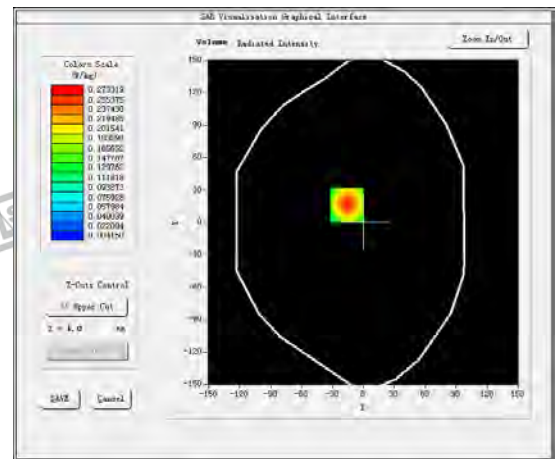 SAR Visualisation Graphical Interface
Volume Radiated Intensity
Zoom In/Out
Colors Scale
(W/kg)
0.273319
0.255375
0.237430
0.219485
0.201541
0.165652
0.147707
0.129762
0.111818
0.093873
0.075928
0.057984
0.040039
0.022094
0.004150
Z-Cuts Control
Upper Cut
SAVE
Cancel
150
120
90
60
30
0
-30
-60
-90
-120
-150
-150 -120 -90 -60 -30 0 30 60 90 120 150